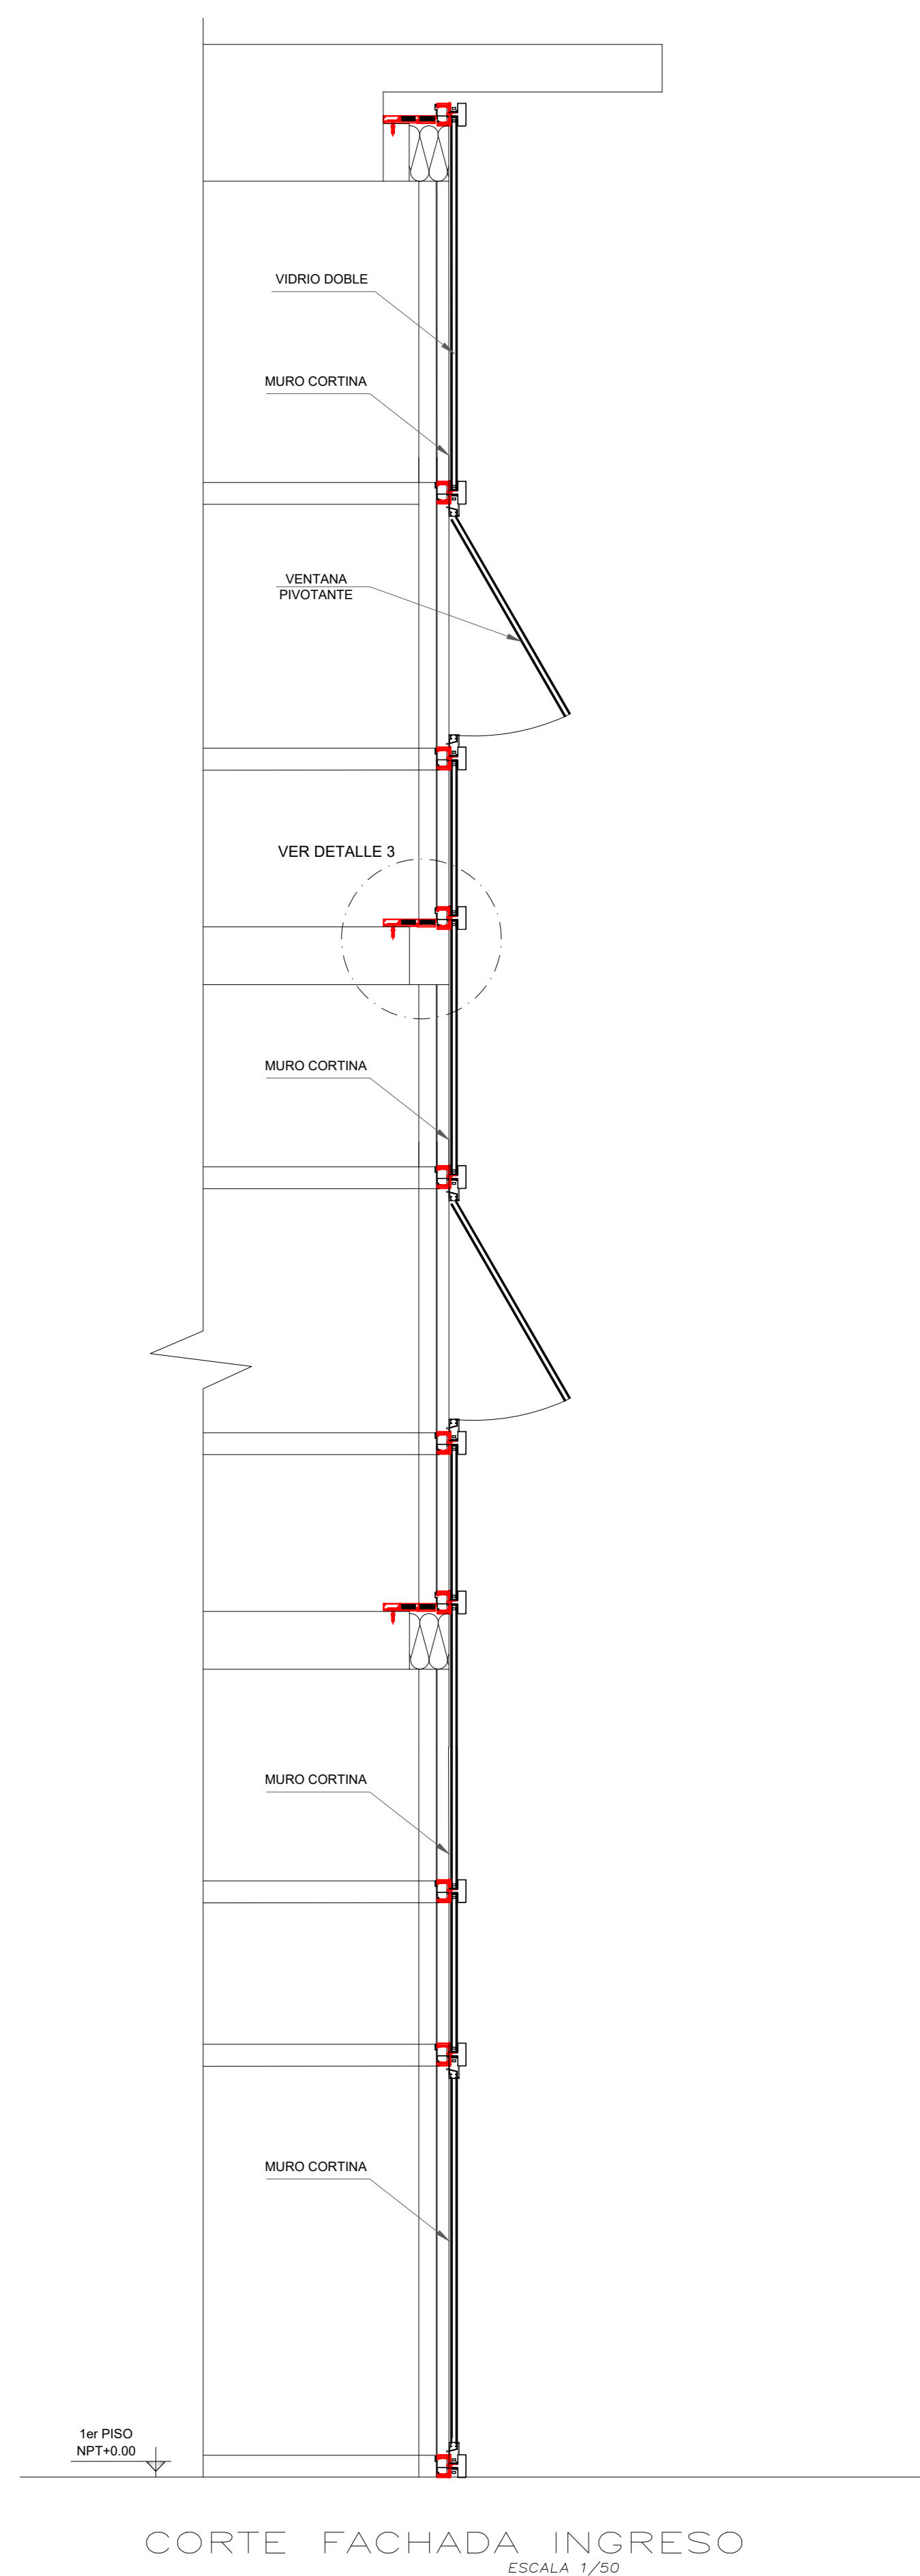 VIDRIO DOBLE
MURO CORTINA
VENTANA
PIVOTANTE
VER DETALLE 3
MURO CORTINA
MURO CORTINA
MURO CORTINA
1er PISO
NPT+0.00
CORTE FACHADA INGRESO
ESCALA 1/50